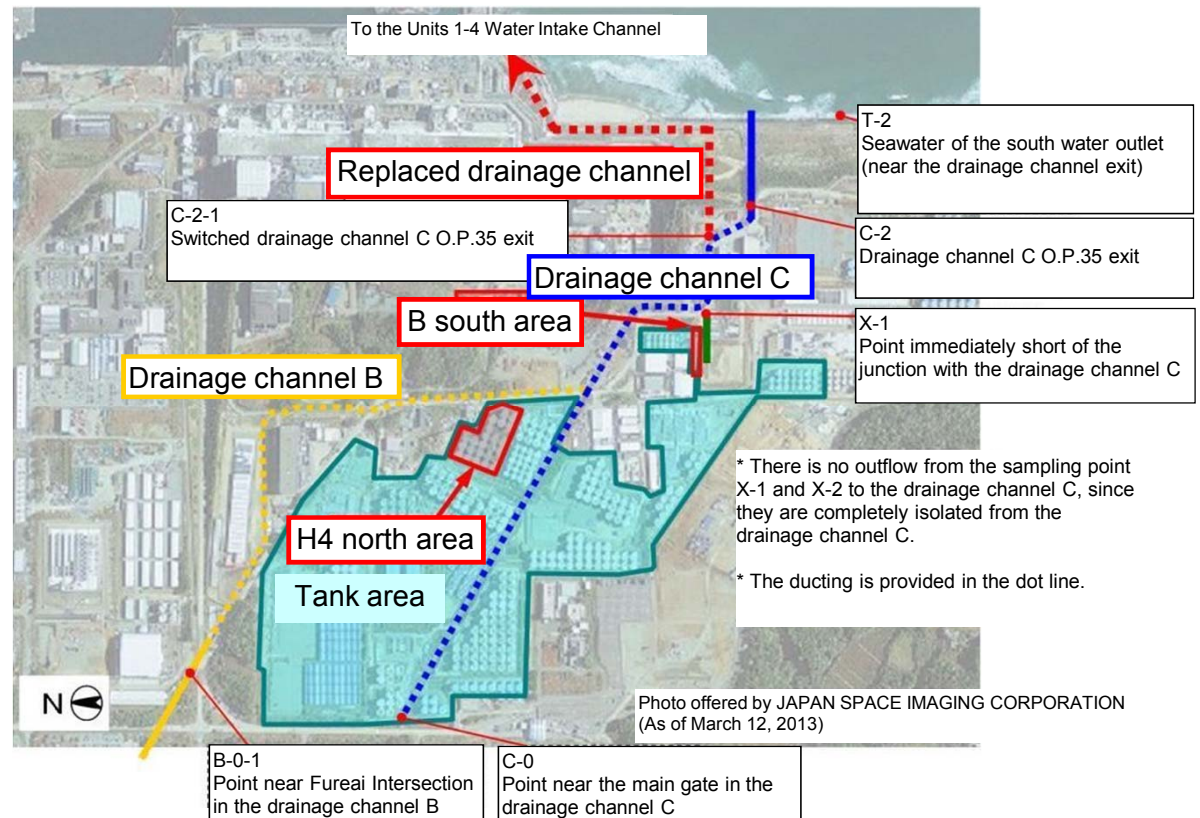 To the Units 1-4 Water Intake Channel
T-2
Seawater of the south water outlet
(near the drainage channel exit)
Replaced drainage channel
C-2-1
Switched drainage channel C O.P.35 exit
C-2
Drainage channel C O.P.35 exit
Drainage channel C
B south area
X-1
Point immediately short of the
junction with the drainage channel C
Drainage channel B
* There is no outflow from the sampling point
X-1 and X-2 to the drainage channel C, since
they are completely isolated from the
drainage channel C.
* The ducting is provided in the dot line.
H4 north area
Tank area
N
Photo offered by JAPAN SPACE IMAGING CORPORATION
(As of March 12, 2013)
B-0-1
Point near Fureai Intersection
in the drainage channel B
C-0
Point near the main gate in the
drainage channel C